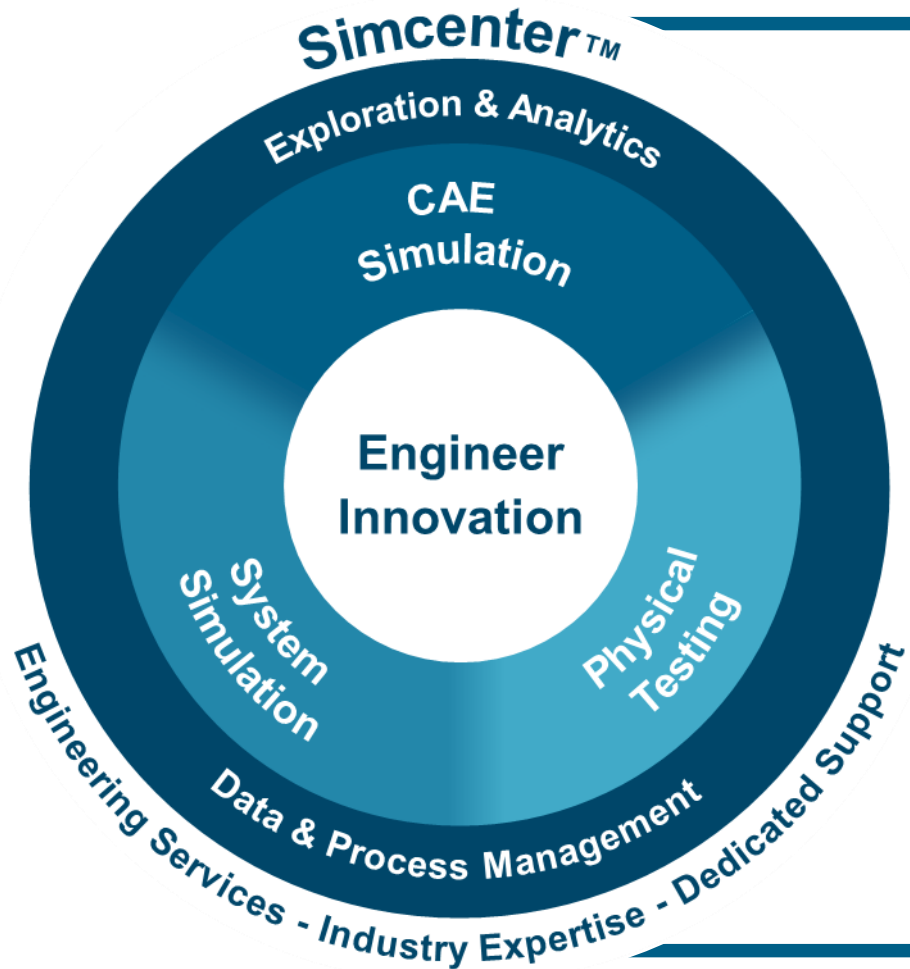 Simcenter™
Exploration & Analytics
CAE
Simulation
Engineer
Innovation
System
Simulation
Physical
Testing
Data & Process Management
Engineering Services - Industry Expertise - Dedicated Support